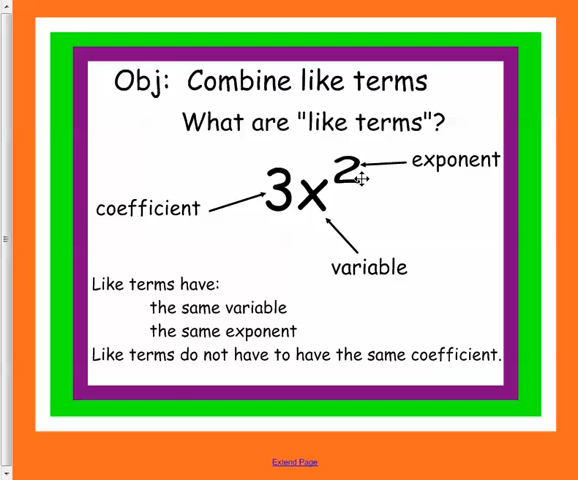 Obj: Combine like terms
What are "like terms"?
exponent
3x²
coefficient
variable
Like terms have:
the same variable
the same exponent
Like terms do not have to have the same coefficient.
Extend Page